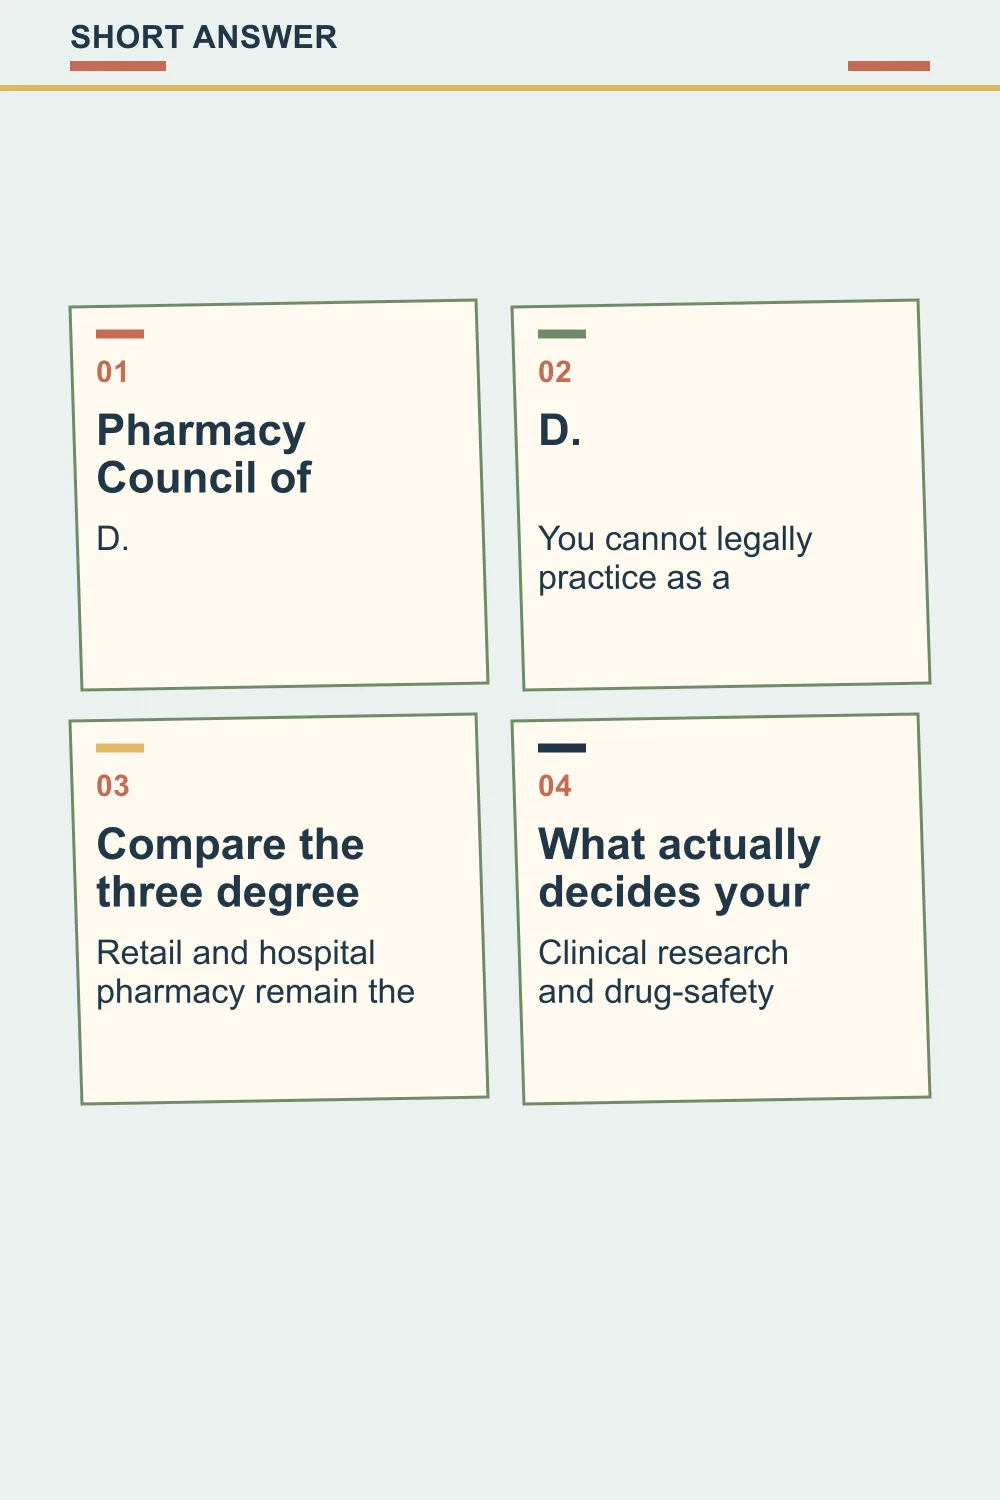 SHORT ANSWER
01
Pharmacy
Council of
D.
02
D.
You cannot legally
practice as a
03
Compare the
three degree
Retail and hospital
pharmacy remain the
04
What actually
decides your
Clinical research
and drug-safety